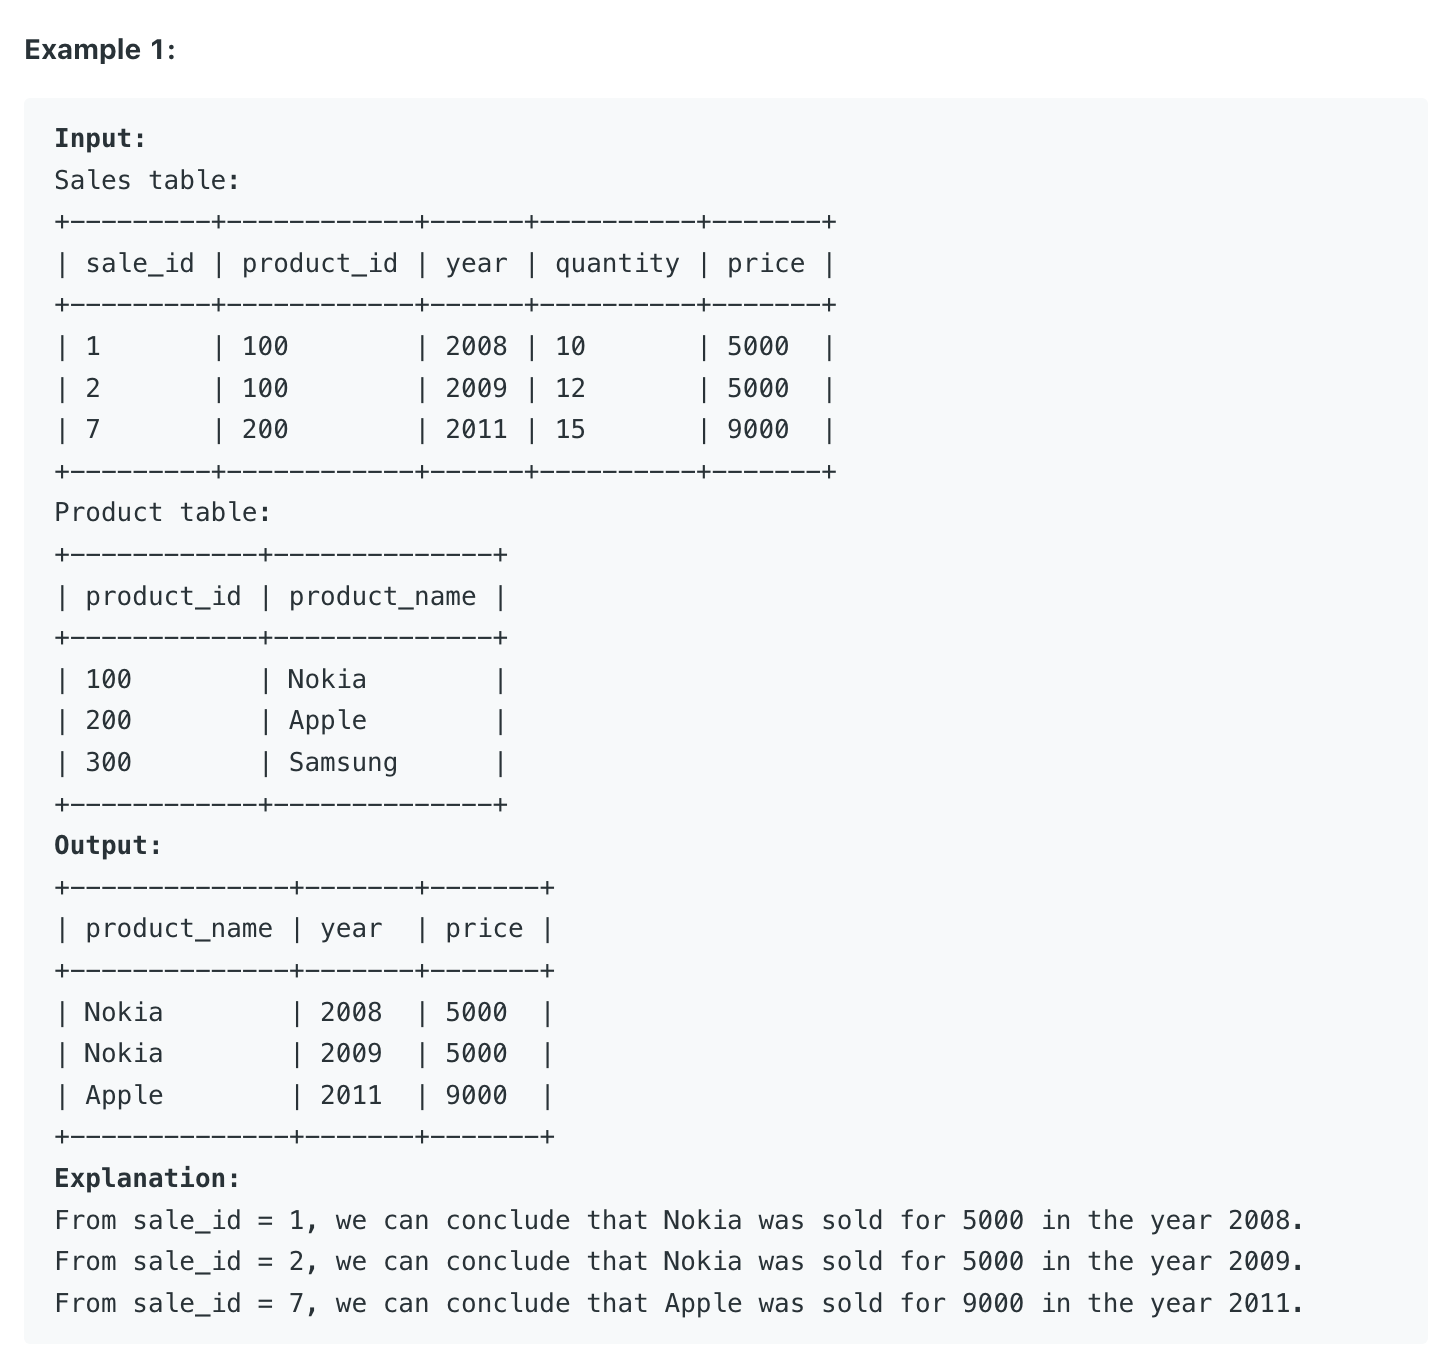 Example 1:
Input:
Sales table:
+---------+------------+------+----------+-------+
| sale_id | product_id | year | quantity | price |
+---------+------------+------+----------+-------+
| 1       | 100        | 2008 | 10       | 5000  |
| 2       | 100        | 2009 | 12       | 5000  |
| 7       | 200        | 2011 | 15       | 9000  |
+---------+------------+------+----------+-------+
Product table:
+------------+--------------+
| product_id | product_name |
+------------+--------------+
| 100        | Nokia        |
| 200        | Apple        |
| 300        | Samsung      |
+------------+--------------+
Output:
+--------------+-------+-------+
| product_name | year  | price |
+--------------+-------+-------+
| Nokia        | 2008  | 5000  |
| Nokia        | 2009  | 5000  |
| Apple        | 2011  | 9000  |
+--------------+-------+-------+
Explanation:
From sale_id = 1, we can conclude that Nokia was sold for 5000 in the year 2008.
From sale_id = 2, we can conclude that Nokia was sold for 5000 in the year 2009.
From sale_id = 7, we can conclude that Apple was sold for 9000 in the year 2011.